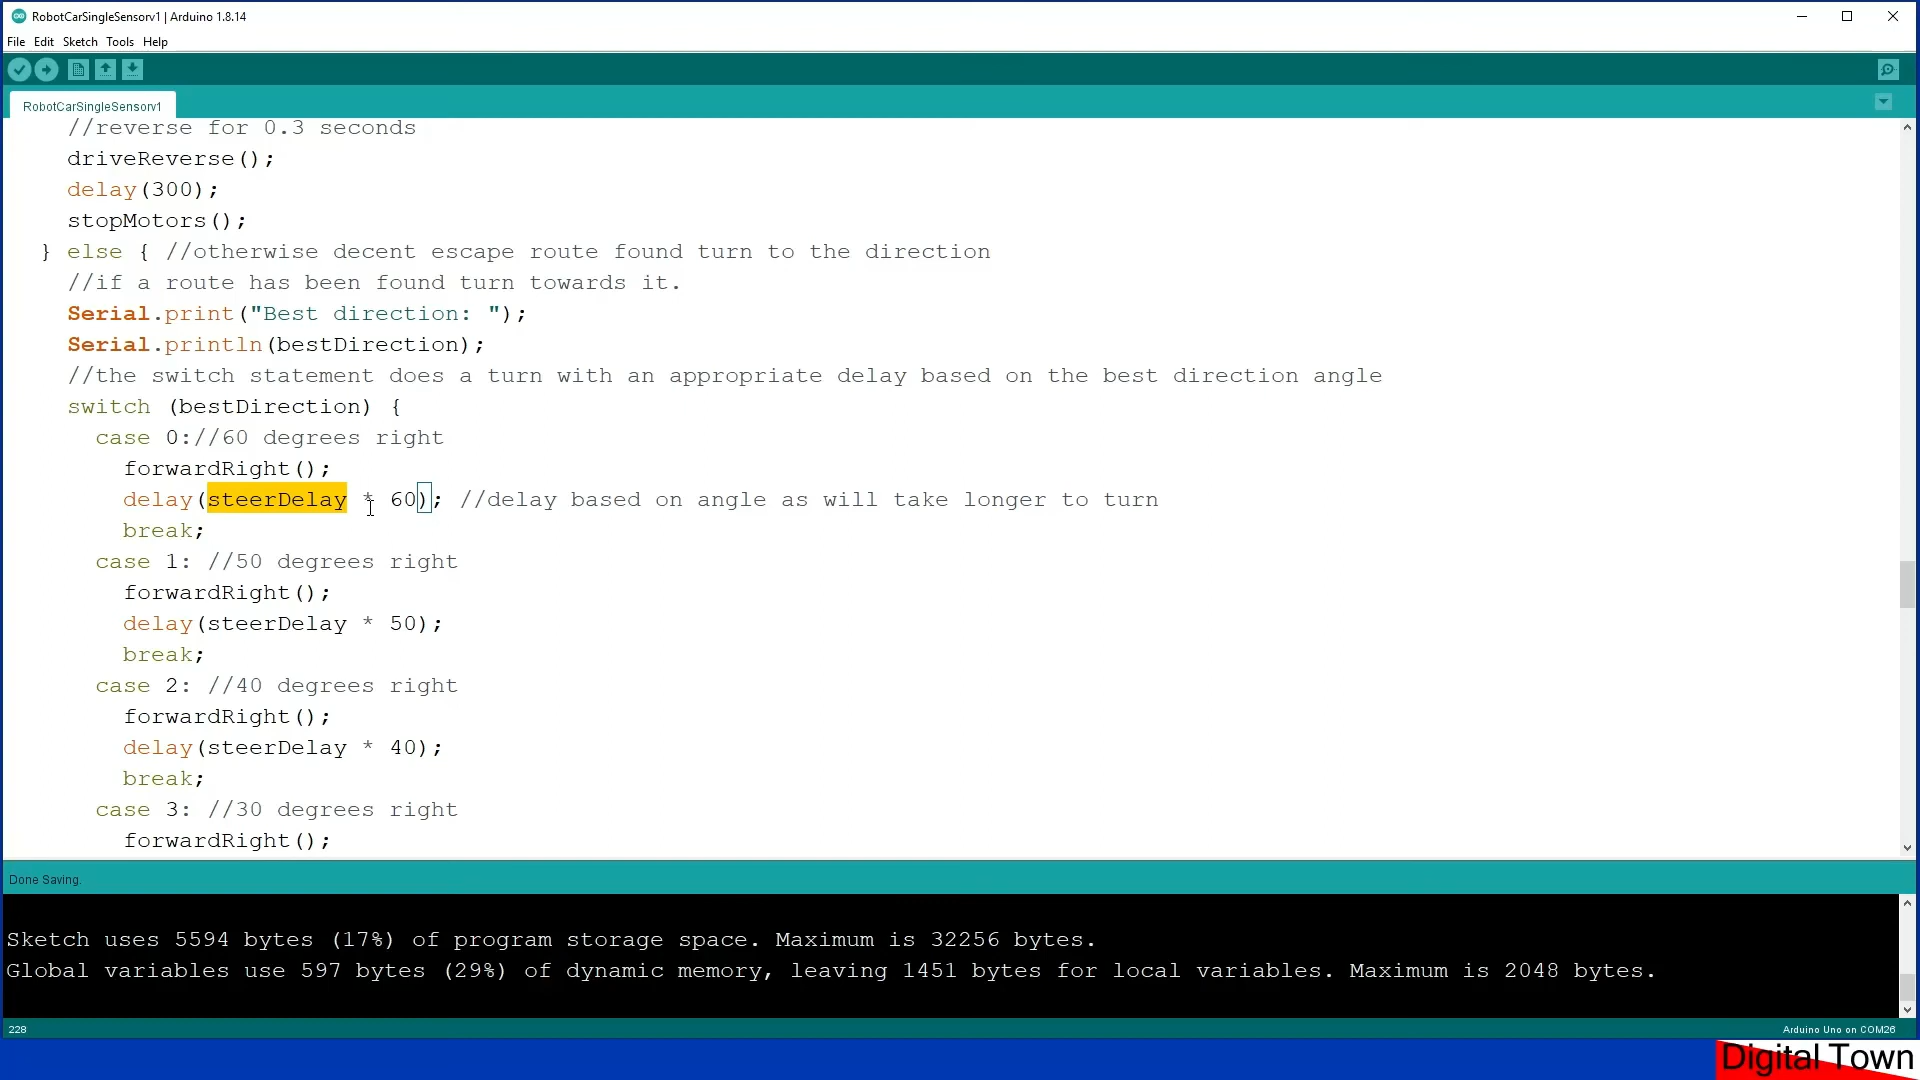 RobotCarSingleSensorv1 | Arduino 1.8.14
File Edit Sketch Tools Help
RobotCarSingleSensorv1
//reverse for 0.3 seconds
driveReverse();
delay(300);
stopMotors();
} else { //otherwise decent escape route found turn to the direction
//if a route has been found turn towards it.
Serial.print("Best direction: ");
Serial.println(bestDirection);
//the switch statement does a turn with an appropriate delay based on the best direction angle
switch (bestDirection) {
case 0://60 degrees right
forwardRight();
delay(steerDelay * 60); //delay based on angle as will take longer to turn
break;
case 1: //50 degrees right
forwardRight();
delay(steerDelay * 50);
break;
case 2: //40 degrees right
forwardRight();
delay(steerDelay * 40);
break;
case 3: //30 degrees right
forwardRight();
Done Saving.
Sketch uses 5594 bytes (17%) of program storage space. Maximum is 32256 bytes.
Global variables use 597 bytes (29%) of dynamic memory, leaving 1451 bytes for local variables. Maximum is 2048 bytes.
228
Arduino Uno on COM26
Digital Town